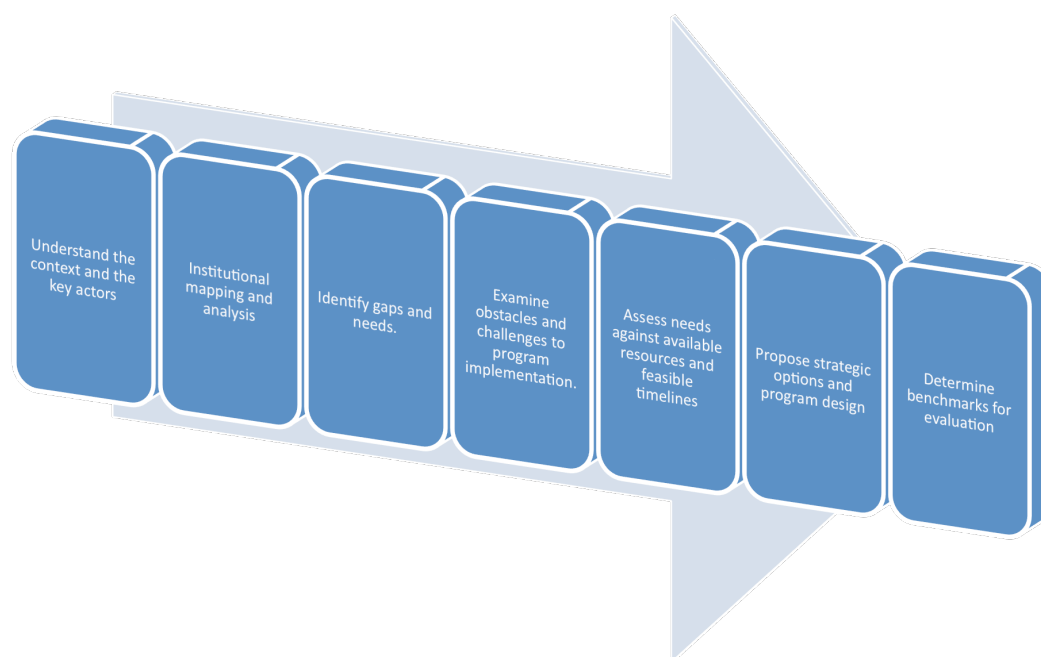 Understand the
context and the
key actors
Institutional
mapping and
analysis
Identify gaps and
needs.
Examine
obstacles and
challenges to
program
implementation.
Assess needs
against available
resources and
feasible
timelines
Propose strategic
options and
program design
Determine
benchmarks for
evaluation